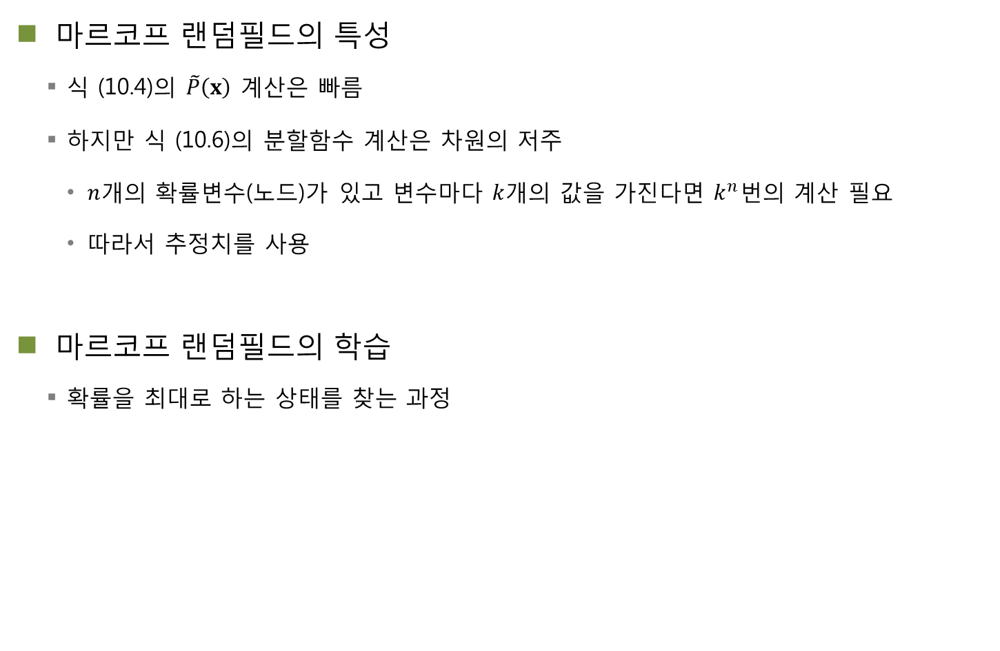 ■ 마르코프 랜덤필드의 특성
▪ 식 (10.4)의 P̃(x) 계산은 빠름
▪ 하지만 식 (10.6)의 분할함수 계산은 차원의 저주
• n개의 확률변수(노드)가 있고 변수마다 k개의 값을 가진다면 kⁿ번의 계산 필요
• 따라서 추정치를 사용
■ 마르코프 랜덤필드의 학습
▪ 확률을 최대로 하는 상태를 찾는 과정